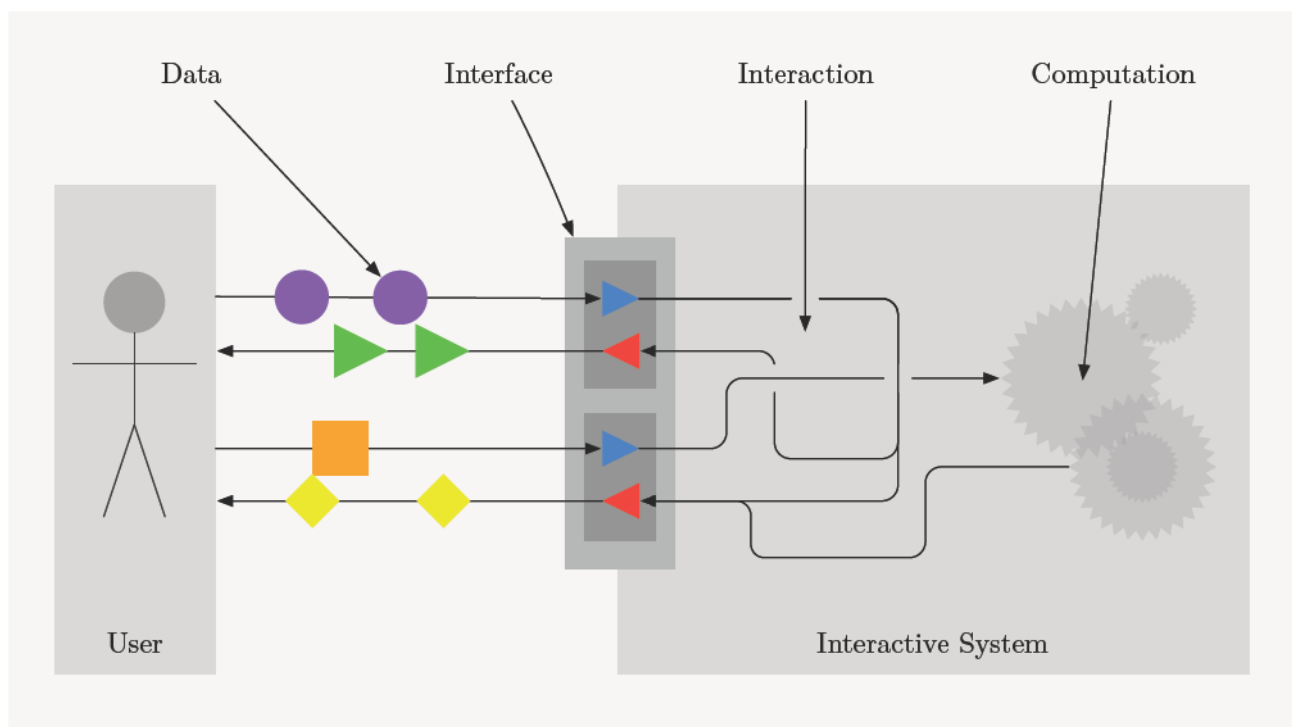 Data
Interface
Interaction
Computation
User
Interactive System